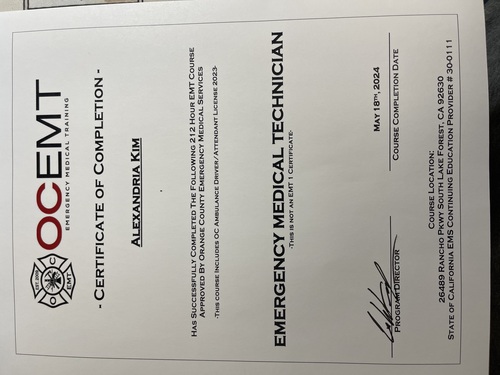 EST. 2009
O C
EMT
OCEMT
EMERGENCY MEDICAL TRAINING
- CERTIFICATE OF COMPLETION -
ALEXANDRIA KIM
HAS SUCCESSFULLY COMPLETED THE FOLLOWING 212 HOUR EMT COURSE
APPROVED BY ORANGE COUNTY EMERGENCY MEDICAL SERVICES
-THIS COURSE INCLUDES OC AMBULANCE DRIVER/ATTENDANT LICENSE 2023-
EMERGENCY MEDICAL TECHNICIAN
-THIS IS NOT AN EMT 1 CERTIFICATE-
MAY 18TH, 2024
PROGRAM DIRECTOR
COURSE COMPLETION DATE
COURSE LOCATION:
26489 RANCHO PKWY SOUTH LAKE FOREST, CA 92630
STATE OF CALIFORNIA EMS CONTINUING EDUCATION PROVIDER # 30-0111